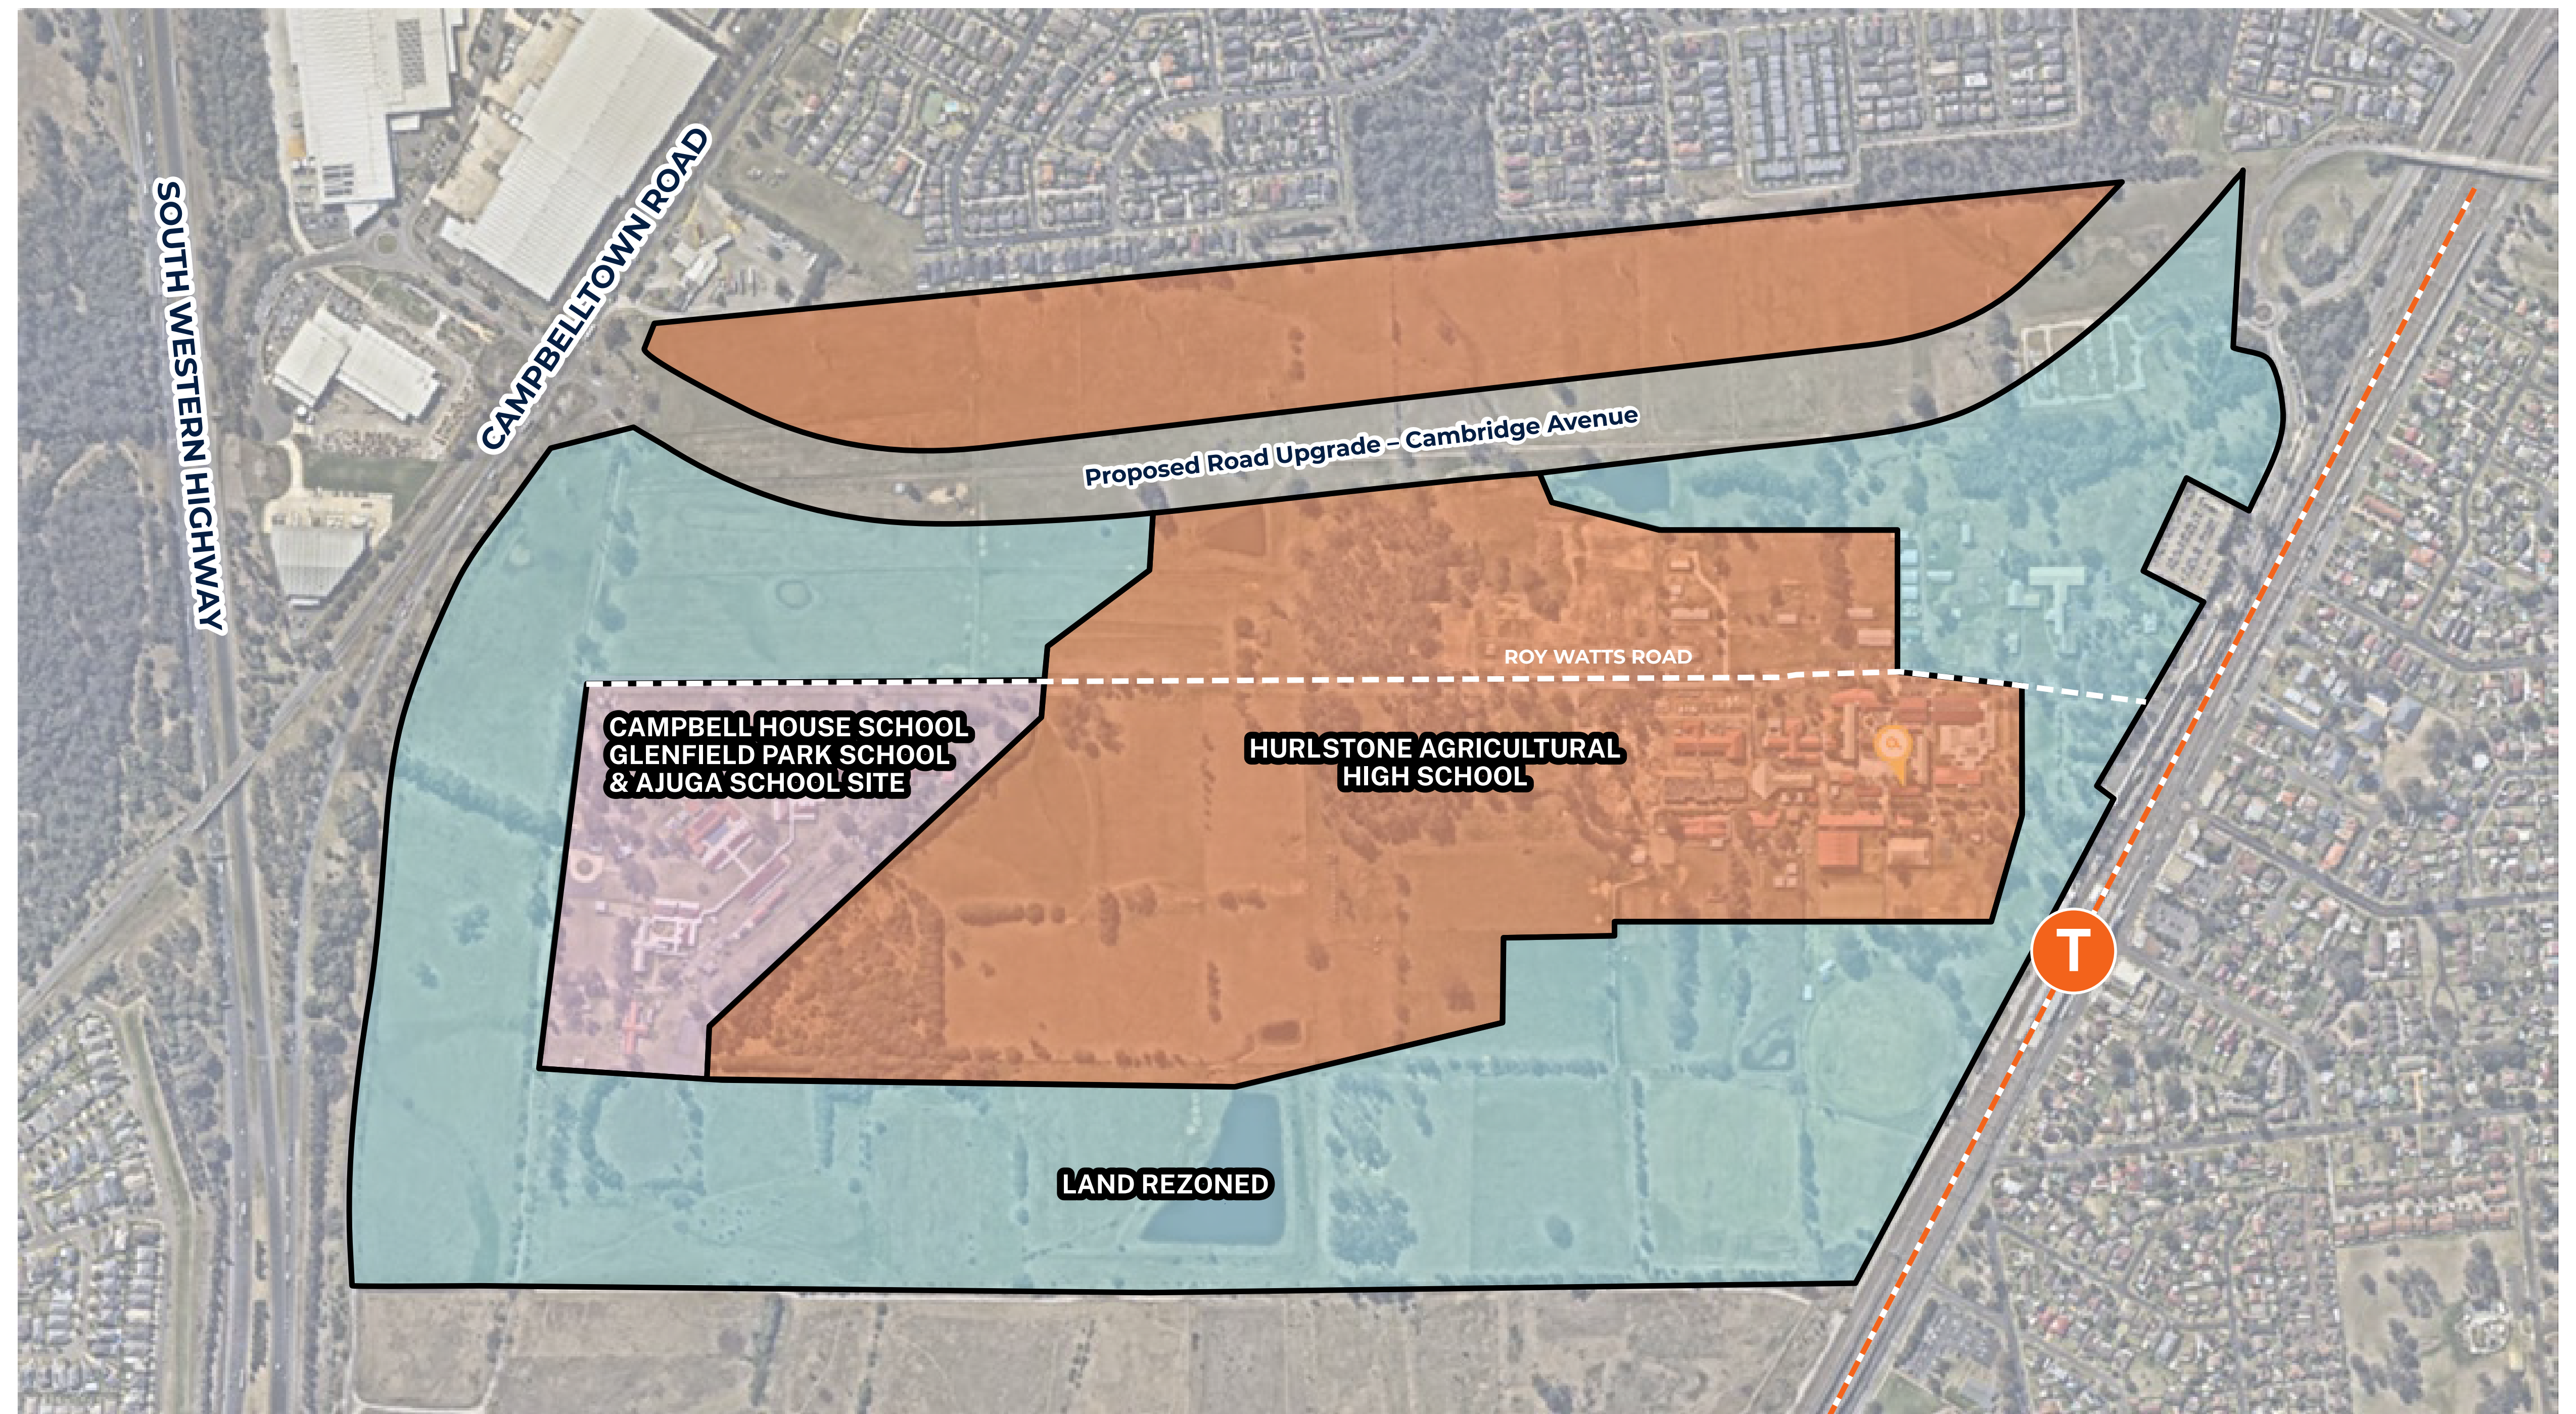 SOUTH WESTERN HIGHWAY
CAMPBELLTOWN ROAD
Proposed Road Upgrade – Cambridge Avenue
ROY WATTS ROAD
CAMPBELL HOUSE SCHOOL
GLENFIELD PARK SCHOOL
& AJUGA SCHOOL SITE
HURLSTONE AGRICULTURAL
HIGH SCHOOL
T
LAND REZONED